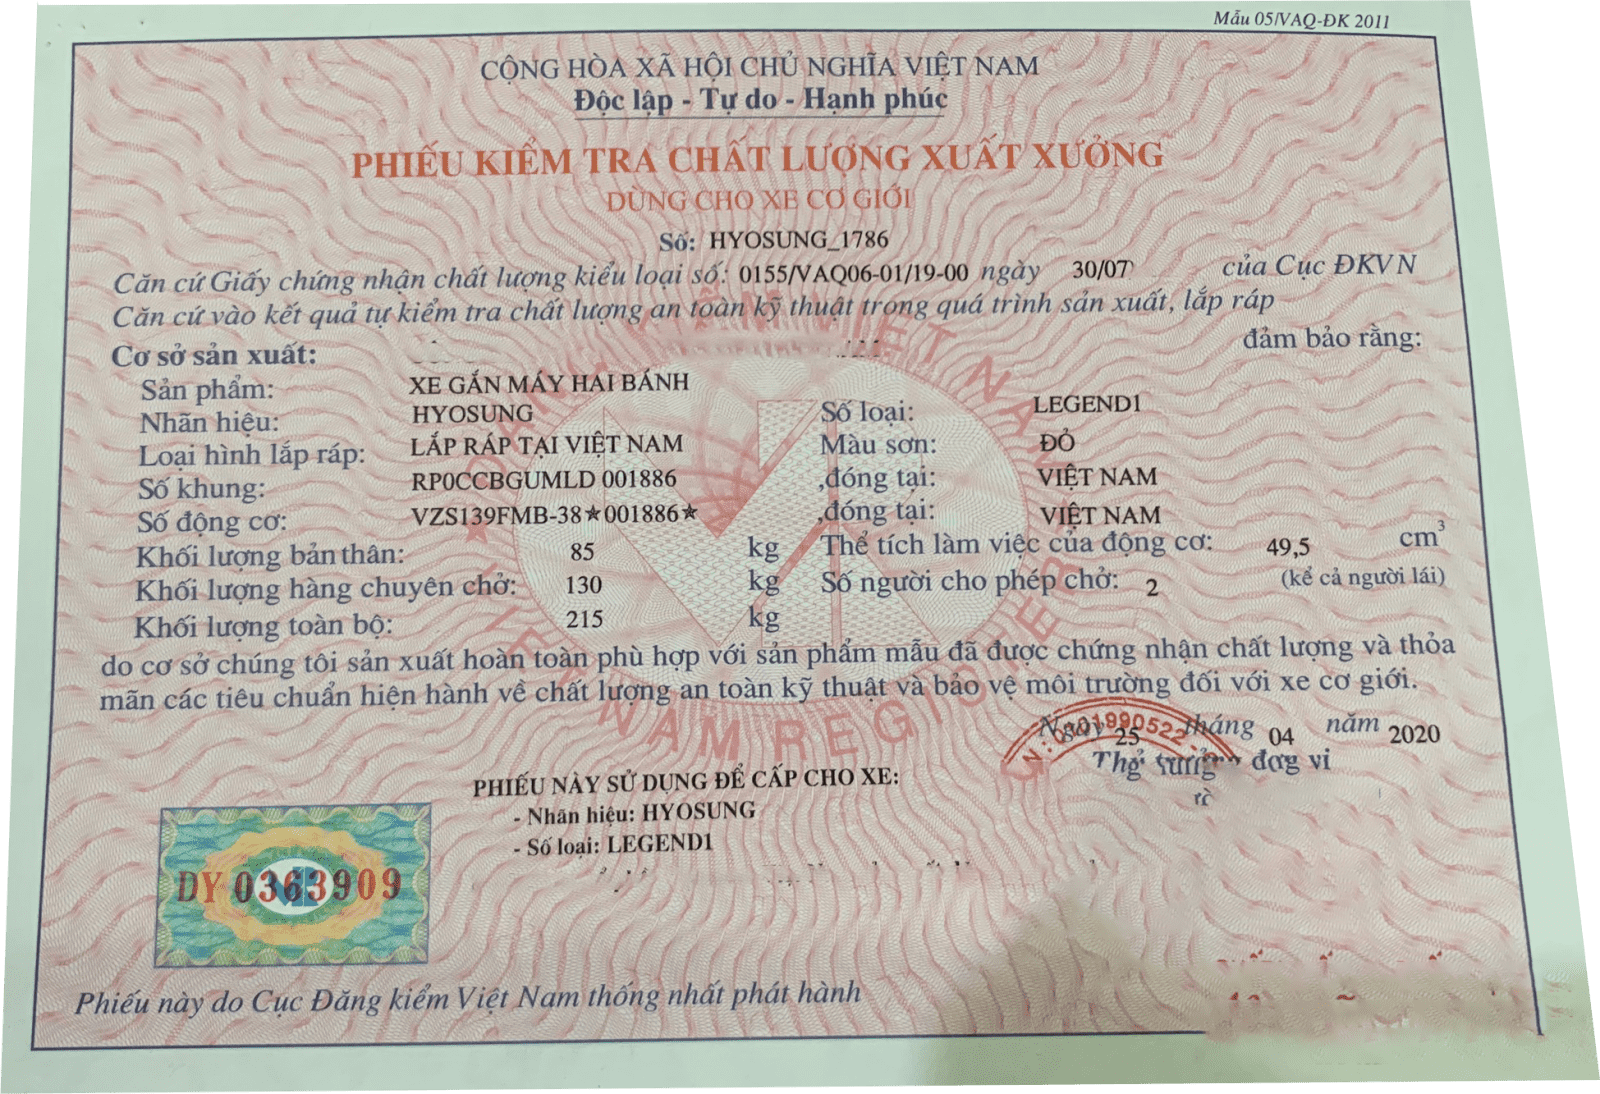 Mẫu 05/VAQ-ĐK 2011
CỘNG HÒA XÃ HỘI CHỦ NGHĨA VIỆT NAM
Độc lập - Tự do - Hạnh phúc
PHIẾU KIỂM TRA CHẤT LƯỢNG XUẤT XƯỞNG
DÙNG CHO XE CƠ GIỚI
Số: HYOSUNG_1786
Căn cứ Giấy chứng nhận chất lượng kiểu loại số: 0155/VAQ06-01/19-00 ngày 30/07 của Cục ĐKVN
Căn cứ vào kết quả tự kiểm tra chất lượng an toàn kỹ thuật trong quá trình sản xuất, lắp ráp
Cơ sở sản xuất: đảm bảo rằng:
Sản phẩm: XE GẮN MÁY HAI BÁNH
Nhãn hiệu: HYOSUNG Số loại: LEGEND1
Loại hình lắp ráp: LẮP RÁP TẠI VIỆT NAM Màu sơn: ĐỎ
Số khung: RP0CCBGUMLD 001886 ,đóng tại: VIỆT NAM
Số động cơ: VZS139FMB-38★001886★ ,đóng tại: VIỆT NAM
Khối lượng bản thân: 85 kg Thể tích làm việc của động cơ: 49,5 cm³
Khối lượng hàng chuyên chở: 130 kg Số người cho phép chở: 2 (kể cả người lái)
Khối lượng toàn bộ: 215 kg
do cơ sở chúng tôi sản xuất hoàn toàn phù hợp với sản phẩm mẫu đã được chứng nhận chất lượng và thỏa
mãn các tiêu chuẩn hiện hành về chất lượng an toàn kỹ thuật và bảo vệ môi trường đối với xe cơ giới.
ĐĂNG KIỂM VIỆT NAM
VIETNAM REGISTER
Ngày 25 tháng 04 năm 2020
PHIẾU NÀY SỬ DỤNG ĐỂ CẤP CHO XE:
- Nhãn hiệu: HYOSUNG
- Số loại: LEGEND1
DY 0363909
Phiếu này do Cục Đăng kiểm Việt Nam thống nhất phát hành